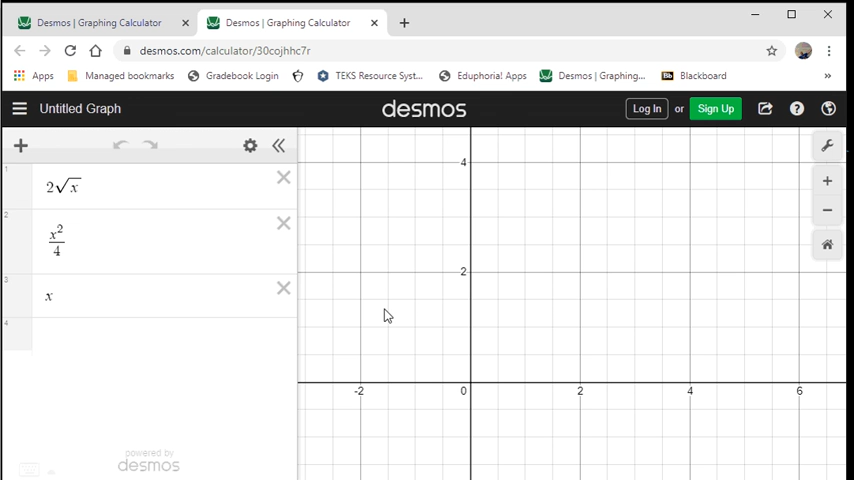 Desmos | Graphing Calculator
Desmos | Graphing Calculator
desmos.com/calculator/30cojhhc7r
Apps Managed bookmarks Gradebook Login TEKS Resource Syst... Eduphoria! Apps Desmos | Graphing... Bb Blackboard »
Untitled Graph desmos Log In or Sign Up
1 2√x
2 x²/4
3 x
4
4
2
-2 0 2 4 6
powered by
desmos